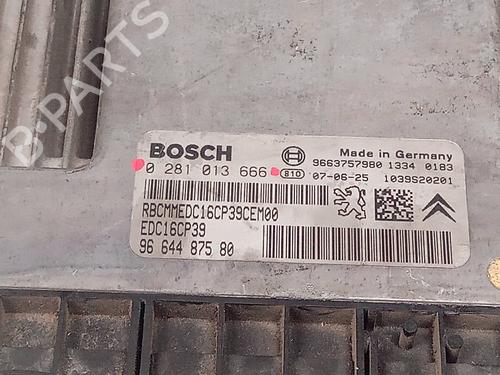 B-PARTS
BOSCH
Made in Germany
9663757980 1334 0183
0 281 013 666 810 07-06-25 1039S20201
RBCMMEDC16CP39CEM00
EDC16CP39
96 644 875 80